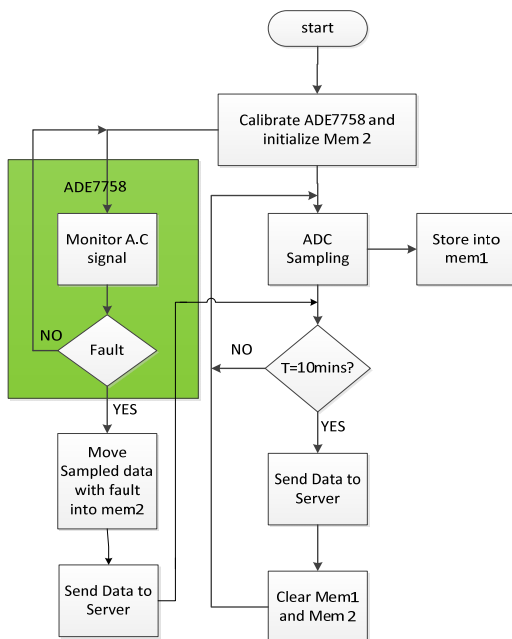 start
Calibrate ADE7758 and
initialize Mem 2
ADE7758
Monitor A.C
signal
ADC
Sampling
Store into
mem1
NO
Fault
YES
NO
T=10mins?
YES
Move
Sampled data
with fault
into mem2
Send Data to
Server
Send Data to
Server
Clear Mem1
and Mem 2